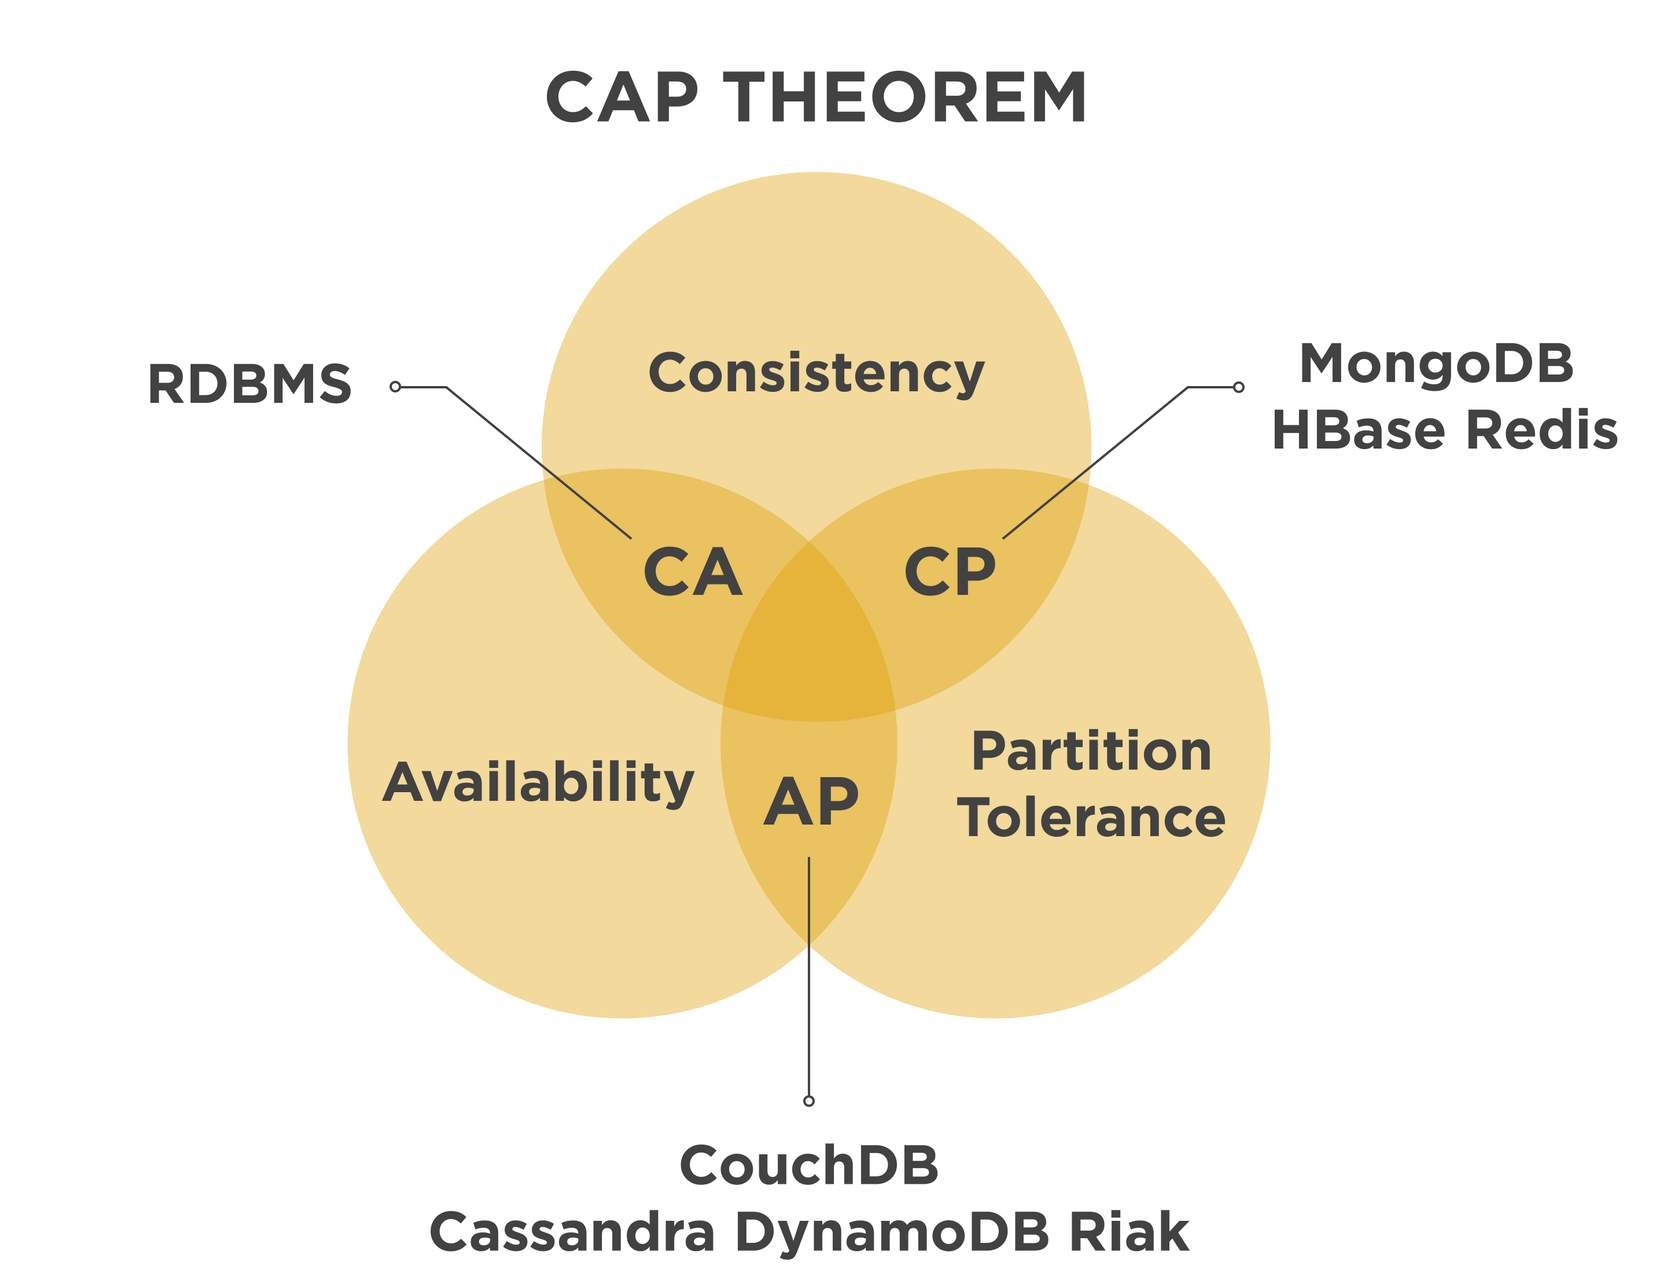 CAP THEOREM
Consistency
RDBMS
MongoDB
HBase Redis
CA
CP
Availability
Partition
Tolerance
AP
CouchDB
Cassandra DynamoDB Riak